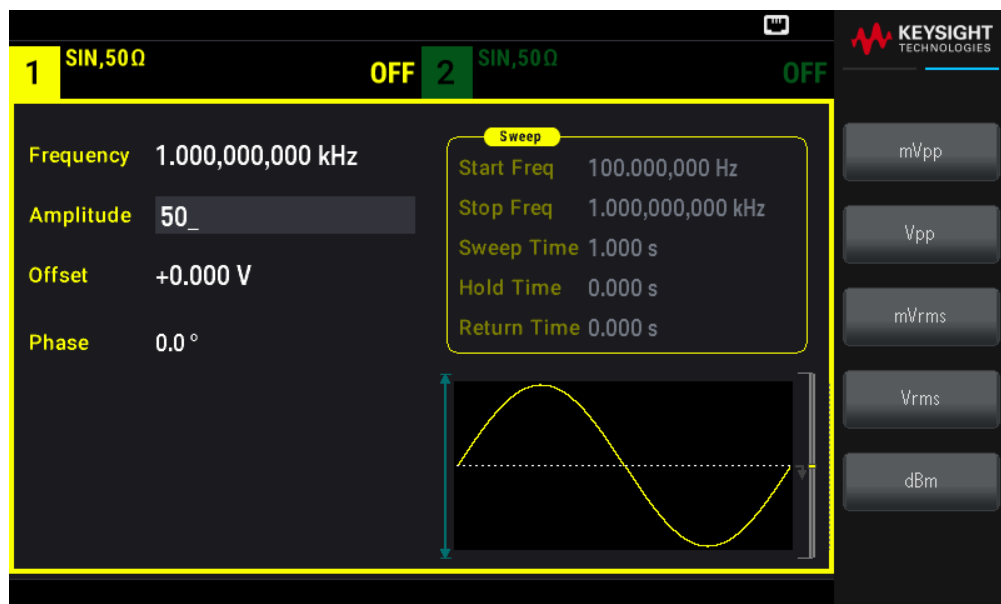 KEYSIGHT
TECHNOLOGIES
1 SIN,50Ω OFF
2 SIN,50Ω OFF
Frequency 1.000,000,000 kHz
Amplitude 50_
Offset +0.000 V
Phase 0.0 °
Sweep
Start Freq 100.000,000 Hz
Stop Freq 1.000,000,000 kHz
Sweep Time 1.000 s
Hold Time 0.000 s
Return Time 0.000 s
mVpp
Vpp
mVrms
Vrms
dBm